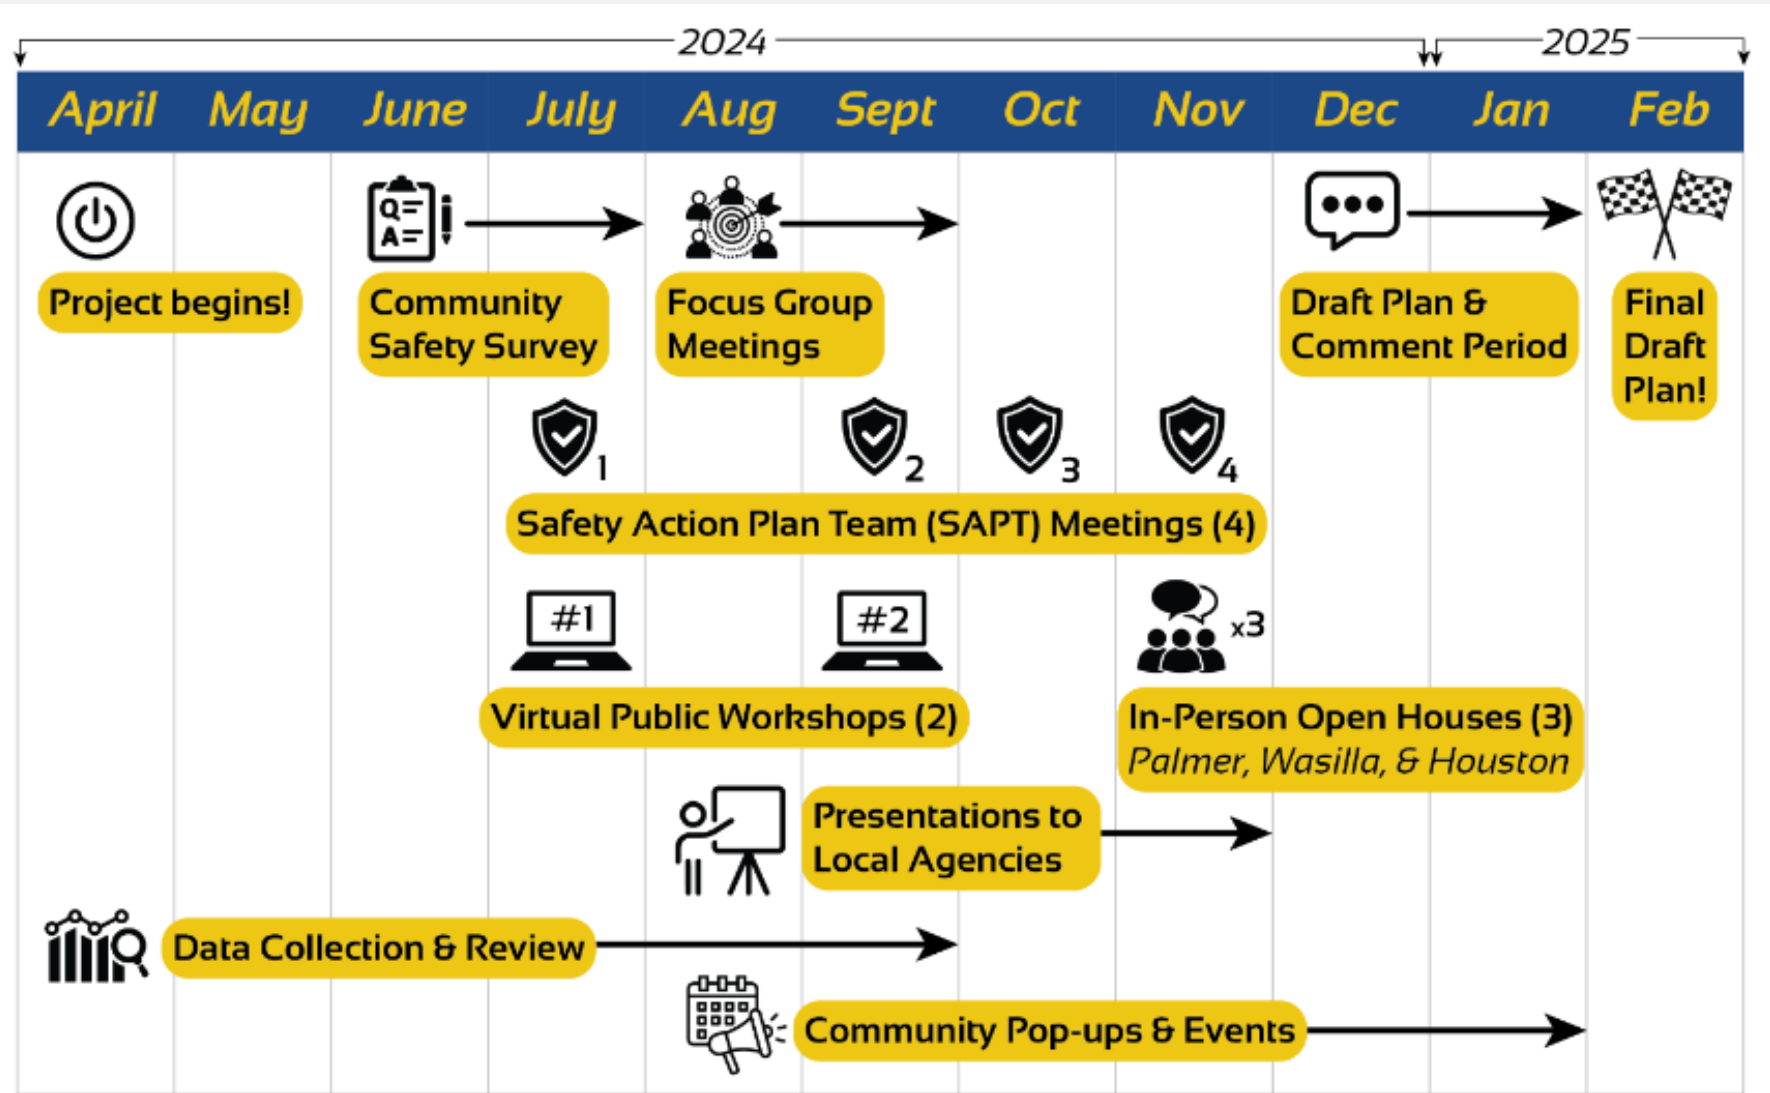 2024
2025
April May June July Aug Sept Oct Nov Dec Jan Feb
Q=
A=
Project begins!
Community
Safety Survey
Focus Group
Meetings
Draft Plan &
Comment Period
Final
Draft
Plan!
1
2
3
4
Safety Action Plan Team (SAPT) Meetings (4)
#1
#2
x3
Virtual Public Workshops (2)
In-Person Open Houses (3)
Palmer, Wasilla, & Houston
Presentations to
Local Agencies
Data Collection & Review
Community Pop-ups & Events